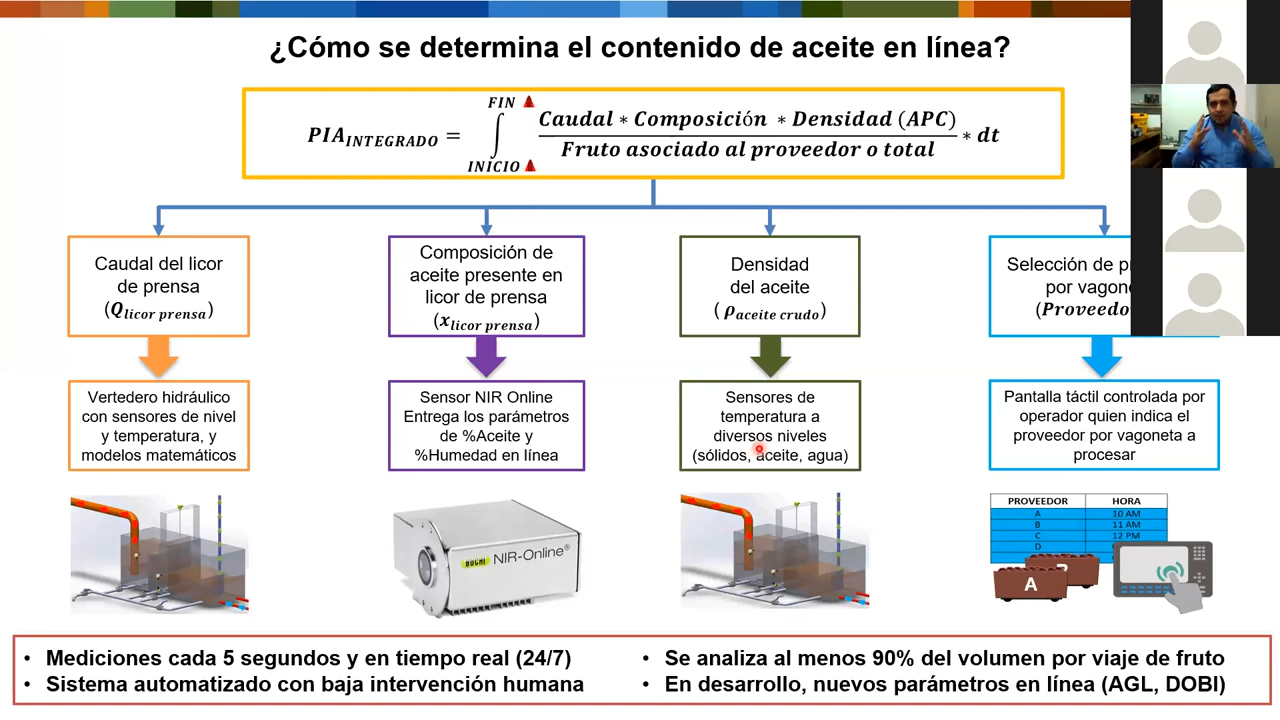 ¿Cómo se determina el contenido de aceite en línea?
FIN
PIA_INTEGRADO = ∫ Caudal ∗ Composición ∗ Densidad (APC) / Fruto asociado al proveedor o total ∗ dt
INICIO
Caudal del licor
de prensa
(Q_licor prensa)
Composición de
aceite presente en
licor de prensa
(x_licor prensa)
Densidad
del aceite
( ρ_aceite crudo)
Selección de
por
Vertedero hidráulico
con sensores de nivel
y temperatura, y
modelos matemáticos
Sensor NIR Online
Entrega los parámetros
de %Aceite y
%Humedad en línea
Sensores de
temperatura a
diversos niveles
(sólidos, aceite, agua)
Pantalla táctil controlada por
operador quien indica el
proveedor por vagoneta a
procesar
BUCHI NIR-Online®
PROVEEDOR HORA
A 10 AM
B 11 AM
C 12 PM
D
A
• Mediciones cada 5 segundos y en tiempo real (24/7)
• Sistema automatizado con baja intervención humana
• Se analiza al menos 90% del volumen por viaje de fruto
• En desarrollo, nuevos parámetros en línea (AGL, DOBI)